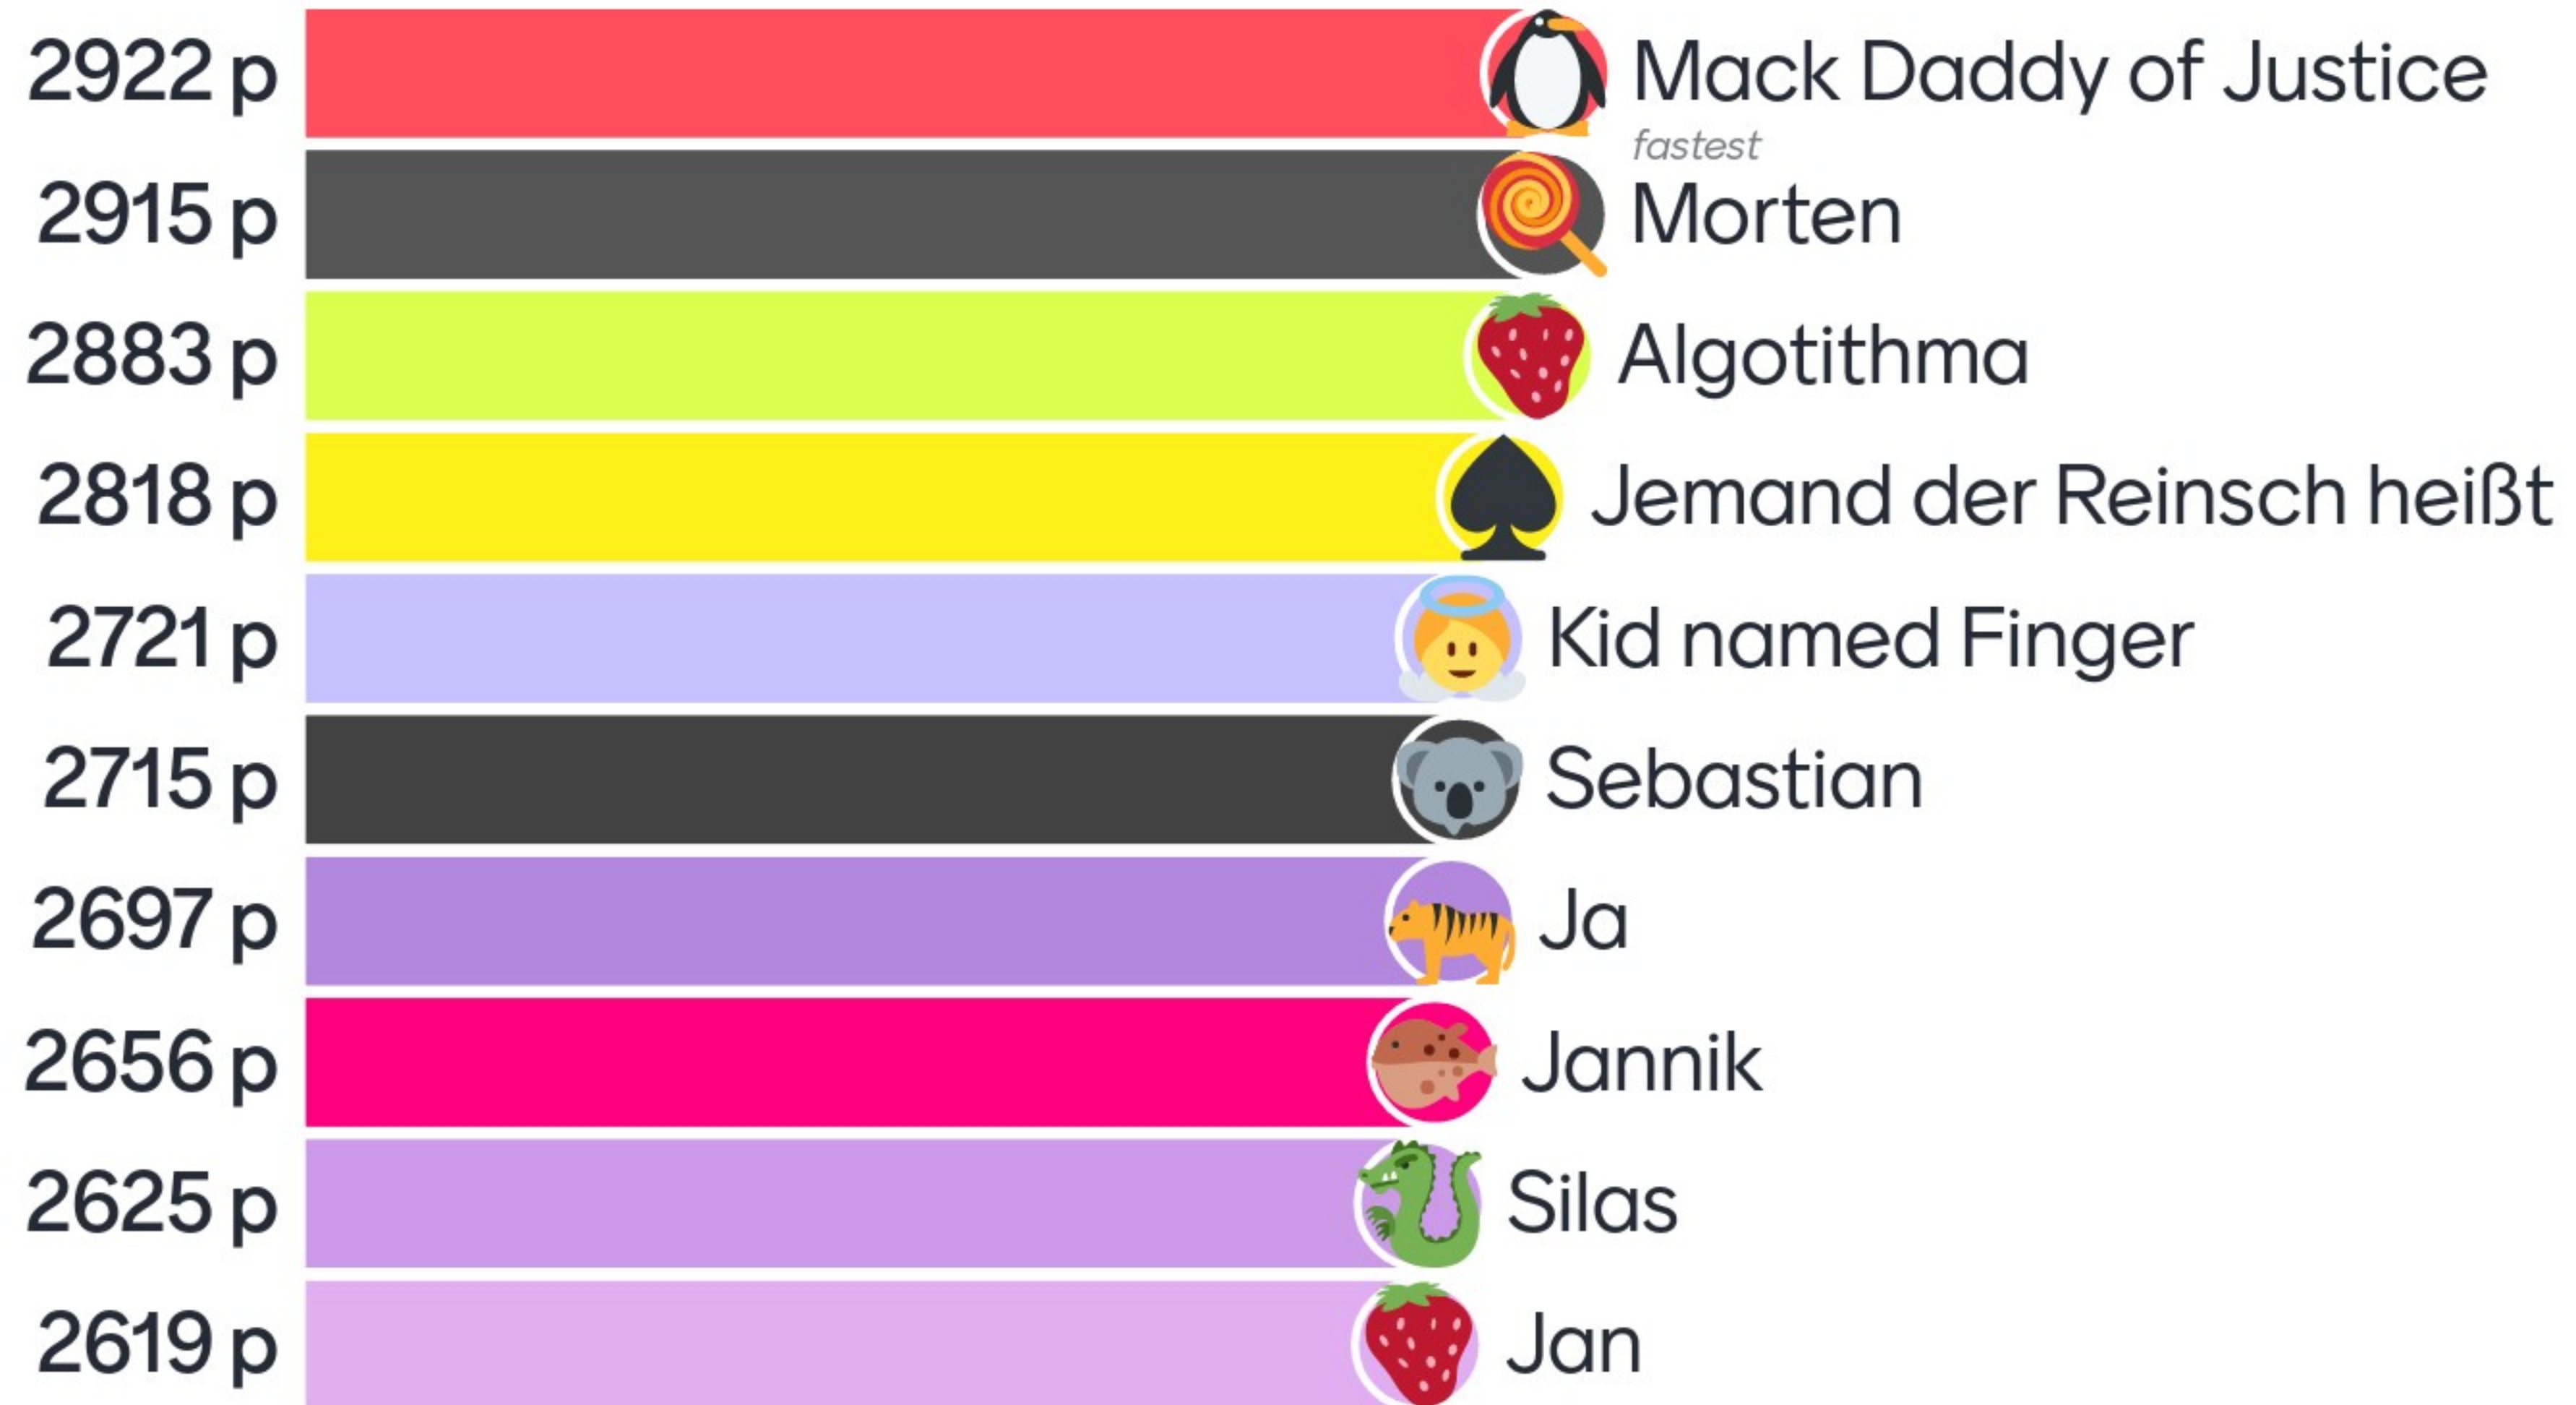 2922 p Mack Daddy of Justice
fastest
2915 p Morten
2883 p Algotithma
2818 p Jemand der Reinsch heißt
2721 p Kid named Finger
2715 p Sebastian
2697 p Ja
2656 p Jannik
2625 p Silas
2619 p Jan